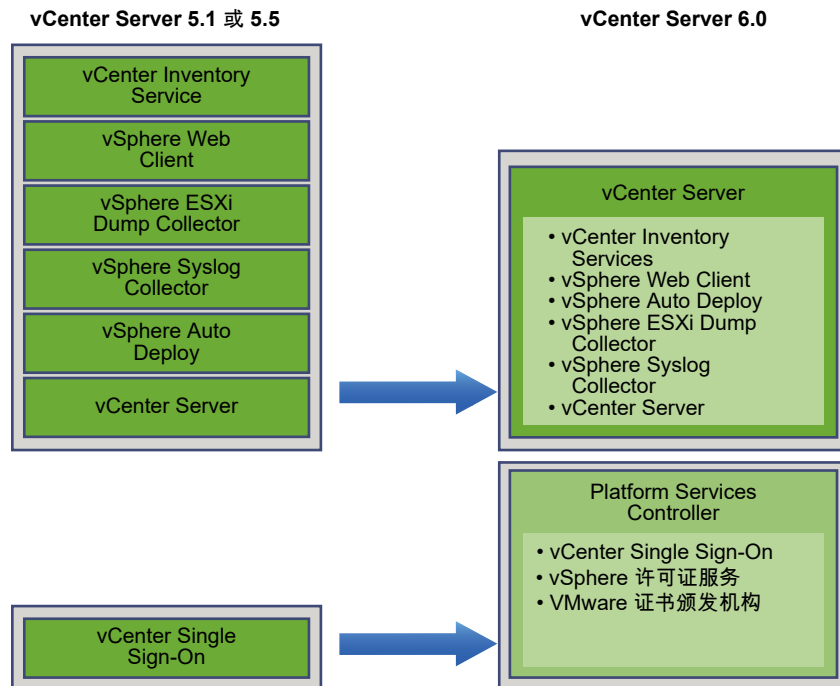 vCenter Server 5.1 或 5.5
vCenter Inventory
Service
vSphere Web
Client
vSphere ESXi
Dump Collector
vSphere Syslog
Collector
vSphere Auto
Deploy
vCenter Server
vCenter Single
Sign-On
vCenter Server 6.0
vCenter Server
• vCenter Inventory
Services
• vSphere Web Client
• vSphere Auto Deploy
• vSphere ESXi Dump
Collector
• vSphere Syslog
Collector
• vCenter Server
Platform Services
Controller
• vCenter Single Sign-On
• vSphere 许可证服务
• VMware 证书颁发机构